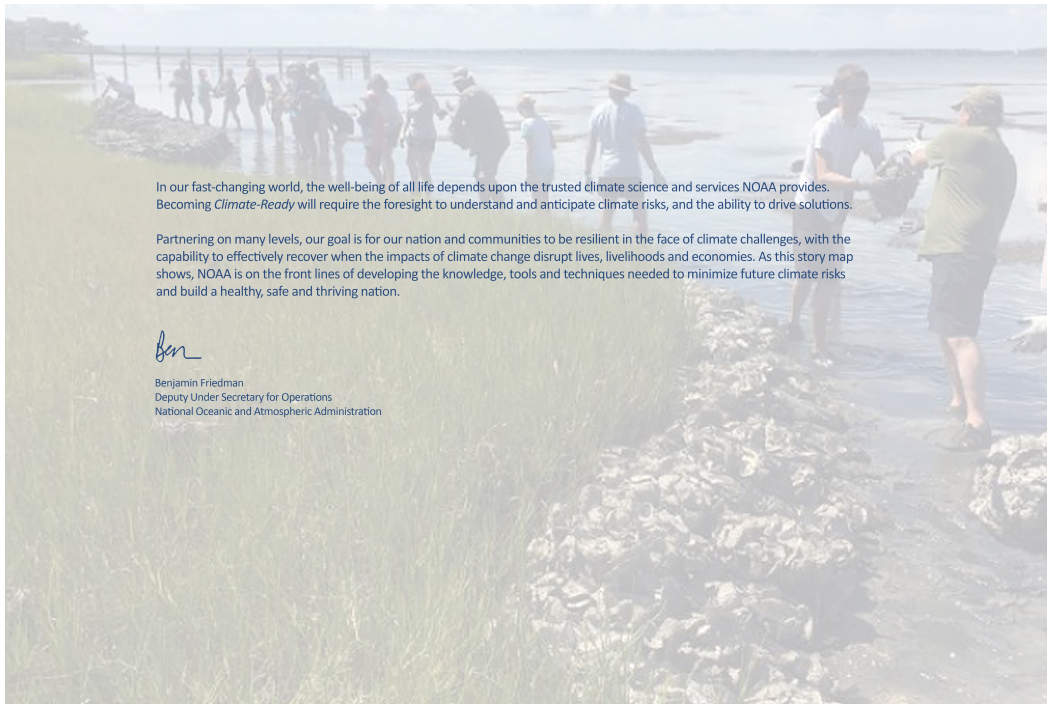 In our fast-changing world, the well-being of all life depends upon the trusted climate science and services NOAA provides.
Becoming Climate-Ready will require the foresight to understand and anticipate climate risks, and the ability to drive solutions.
Partnering on many levels, our goal is for our nation and communities to be resilient in the face of climate challenges, with the
capability to effectively recover when the impacts of climate change disrupt lives, livelihoods and economies. As this story map
shows, NOAA is on the front lines of developing the knowledge, tools and techniques needed to minimize future climate risks
and build a healthy, safe and thriving nation.
Ben
Benjamin Friedman
Deputy Under Secretary for Operations
National Oceanic and Atmospheric Administration